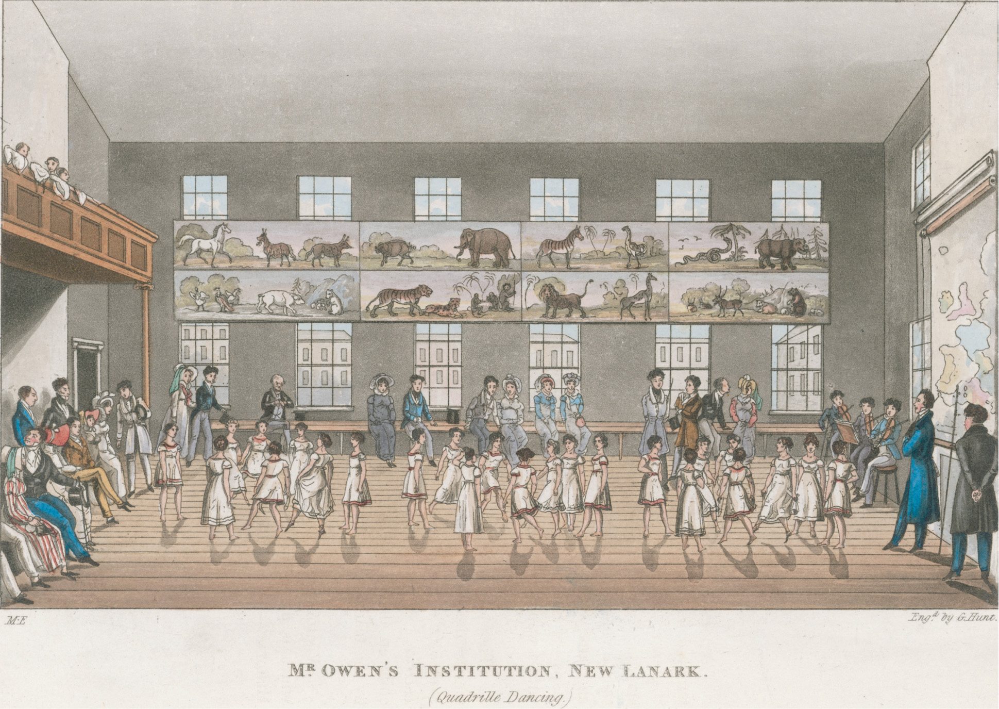 M.E
Engd. by G. Hunt.
MR. OWEN'S INSTITUTION, NEW LANARK.
(Quadrille Dancing.)